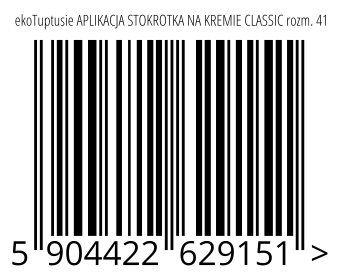 ekoTuptusie APLIKACJA STOKROTKA NA KREMIE CLASSIC rozm. 41
5 904422 629151 >